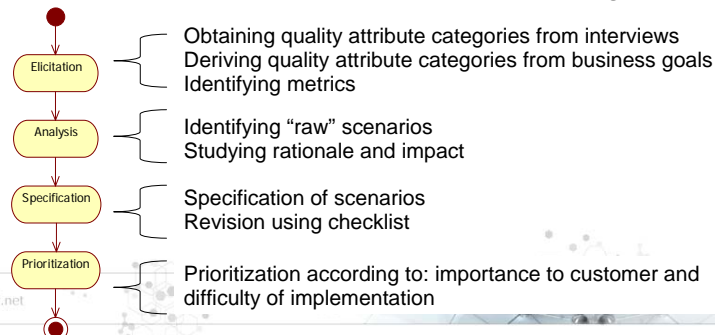 Elicitation
Obtaining quality attribute categories from interviews
Deriving quality attribute categories from business goals
Identifying metrics
Analysis
Identifying “raw” scenarios
Studying rationale and impact
Specification
Specification of scenarios
Revision using checklist
Prioritization
Prioritization according to: importance to customer and
difficulty of implementation
.net